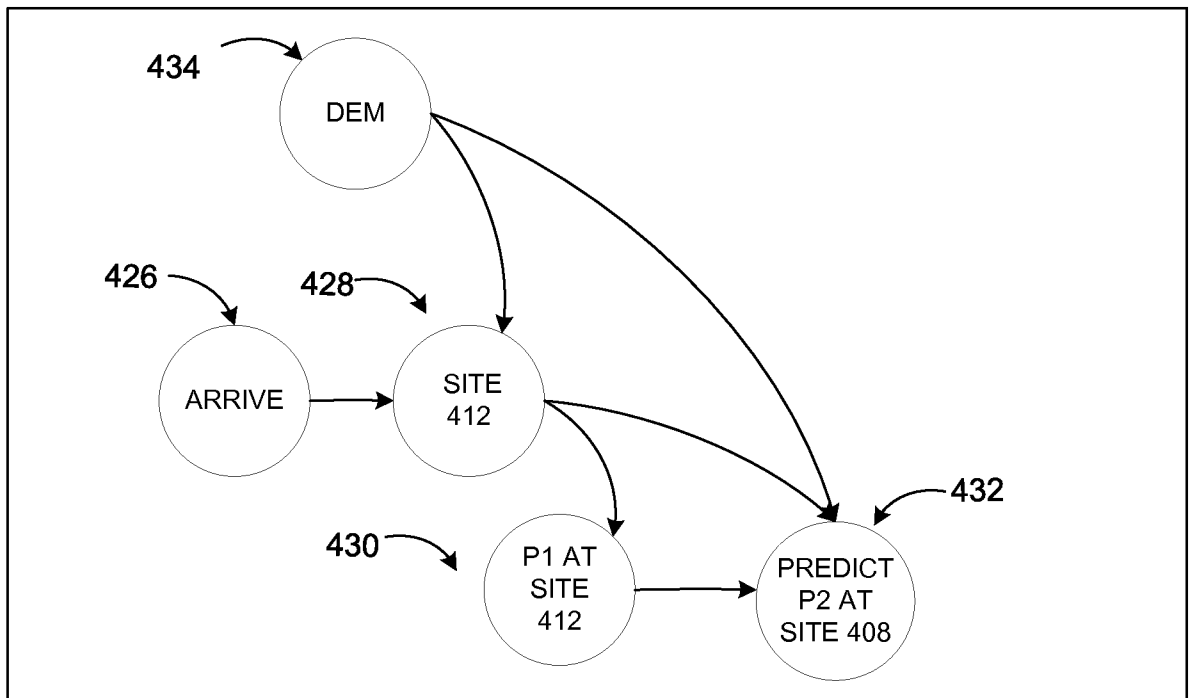 434
DEM
426
428
ARRIVE
SITE
412
430
P1 AT
SITE
412
432
PREDICT
P2 AT
SITE 408